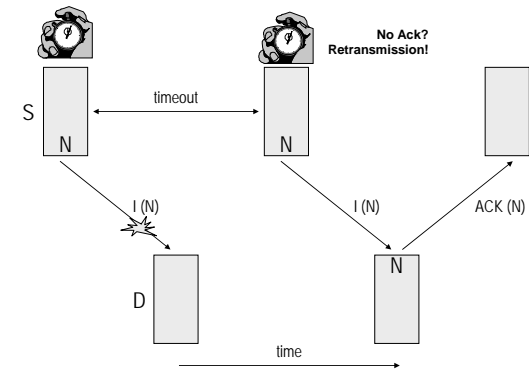 No Ack?
Retransmission!
timeout
S
N
N
I (N)
I (N)
ACK (N)
N
D
time